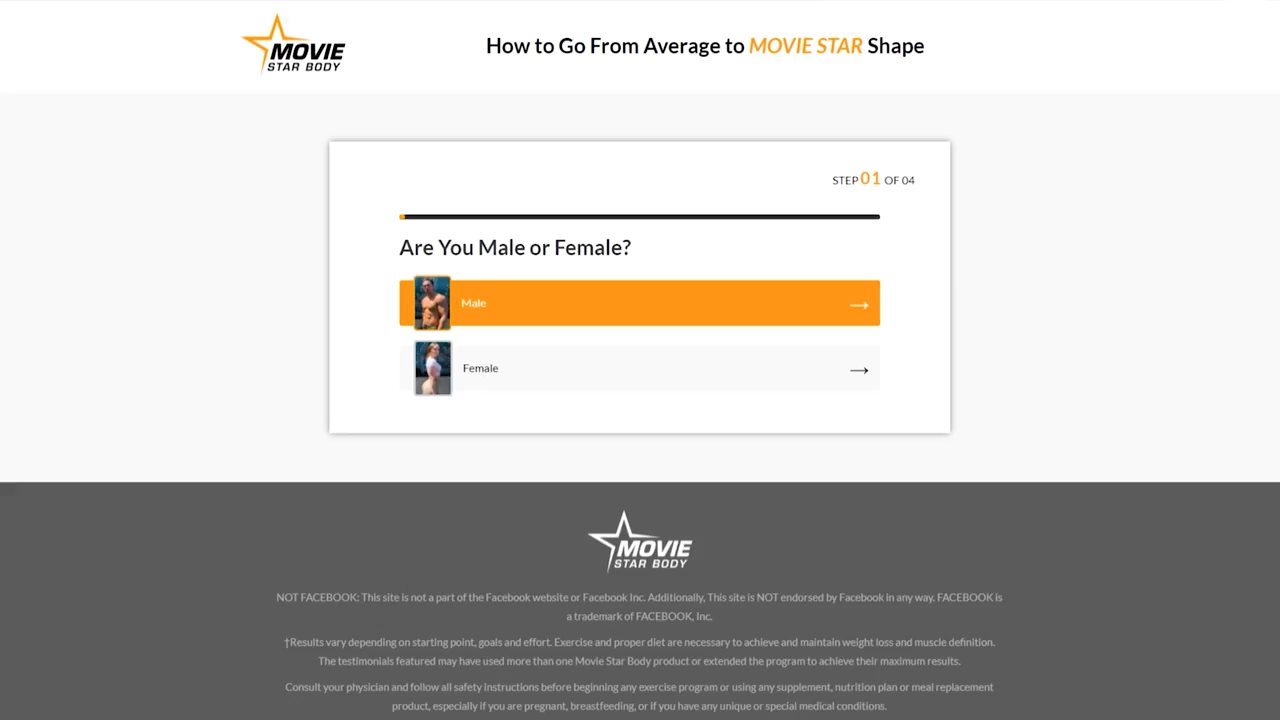 MOVIE
STAR BODY
How to Go From Average to MOVIE STAR Shape
STEP 01 OF 04
Are You Male or Female?
Male
Female
MOVIE
STAR BODY
NOT FACEBOOK: This site is not a part of the Facebook website or Facebook Inc. Additionally, This site is NOT endorsed by Facebook in any way. FACEBOOK is
a trademark of FACEBOOK, Inc.
†Results vary depending on starting point, goals and effort. Exercise and proper diet are necessary to achieve and maintain weight loss and muscle definition.
The testimonials featured may have used more than one Movie Star Body product or extended the program to achieve their maximum results.
Consult your physician and follow all safety instructions before beginning any exercise program or using any supplement, nutrition plan or meal replacement
product, especially if you are pregnant, breastfeeding, or if you have any unique or special medical conditions.